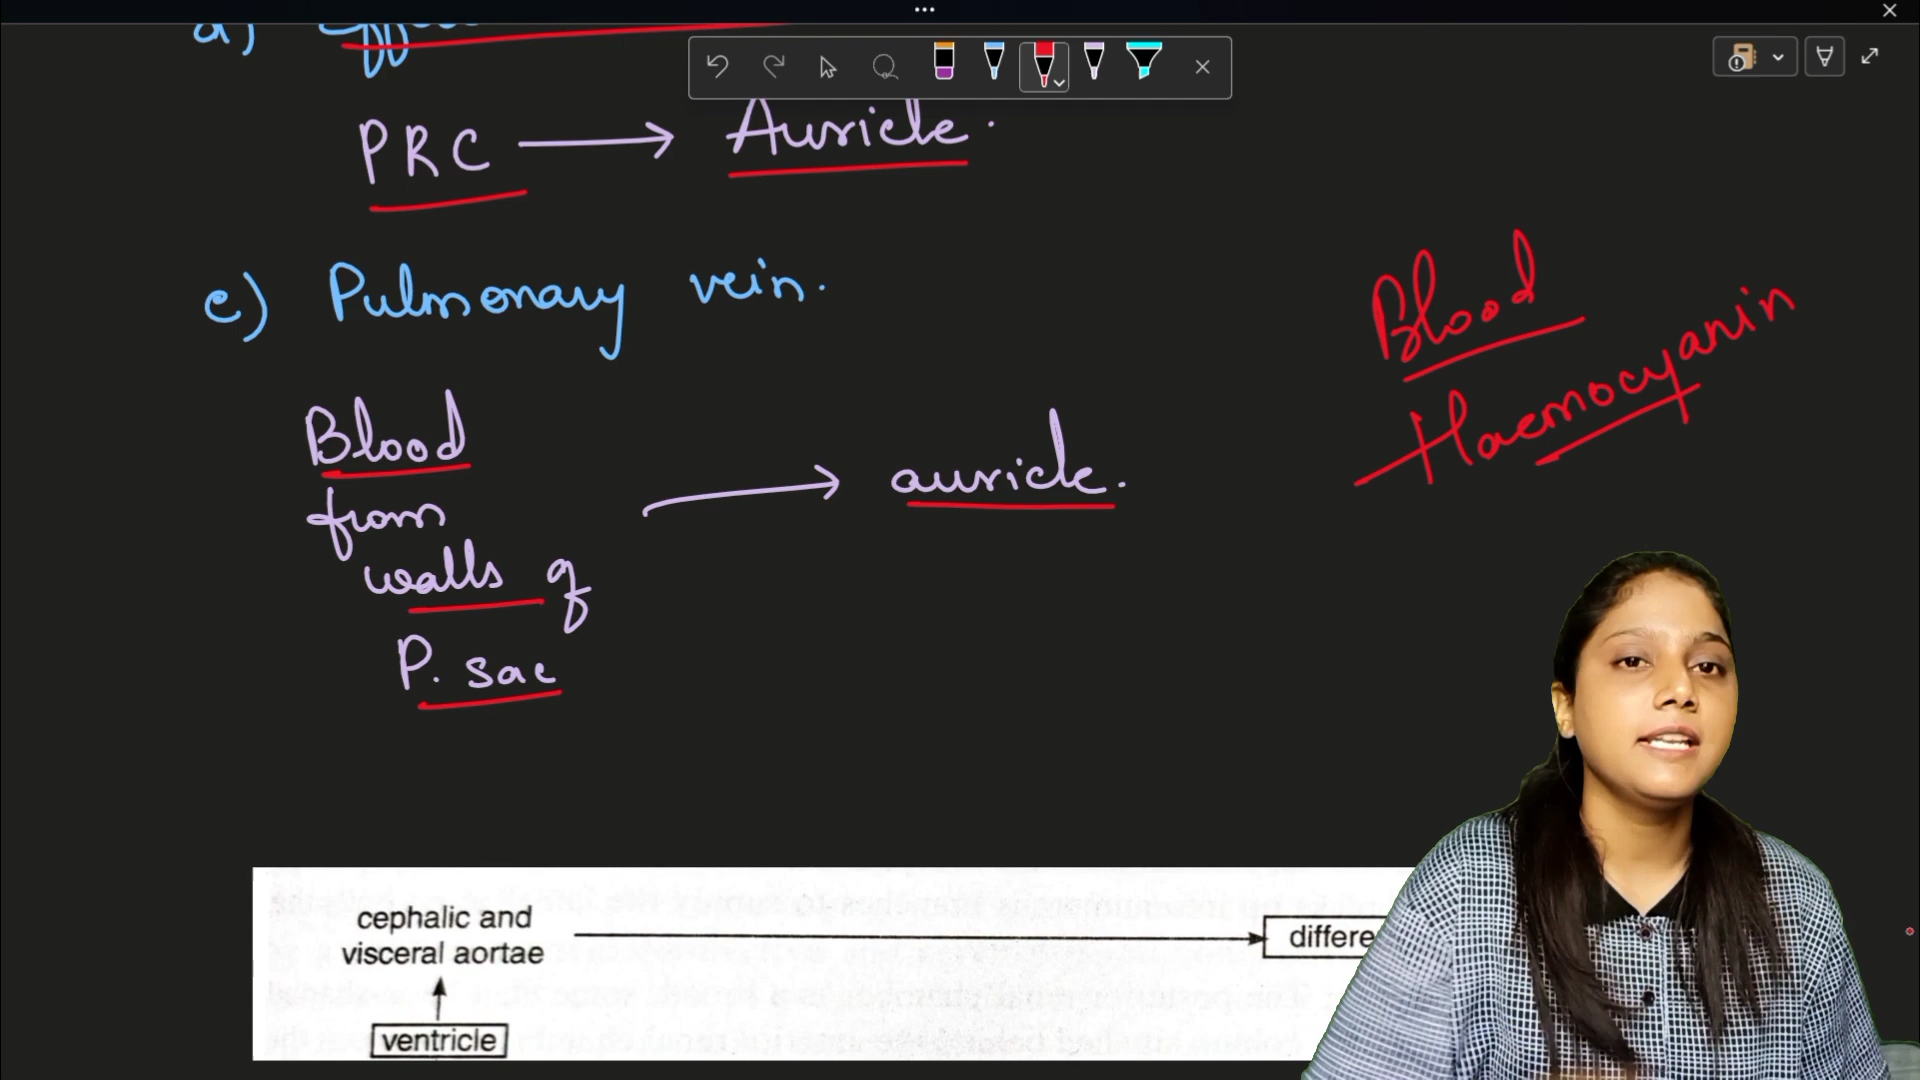 d)
PRC → Auricle.
e) Pulmonary vein.
Blood
from
walls of
P. sac
→ auricle.
Blood
Haemocyanin
cephalic and
visceral aortae
differe
ventricle